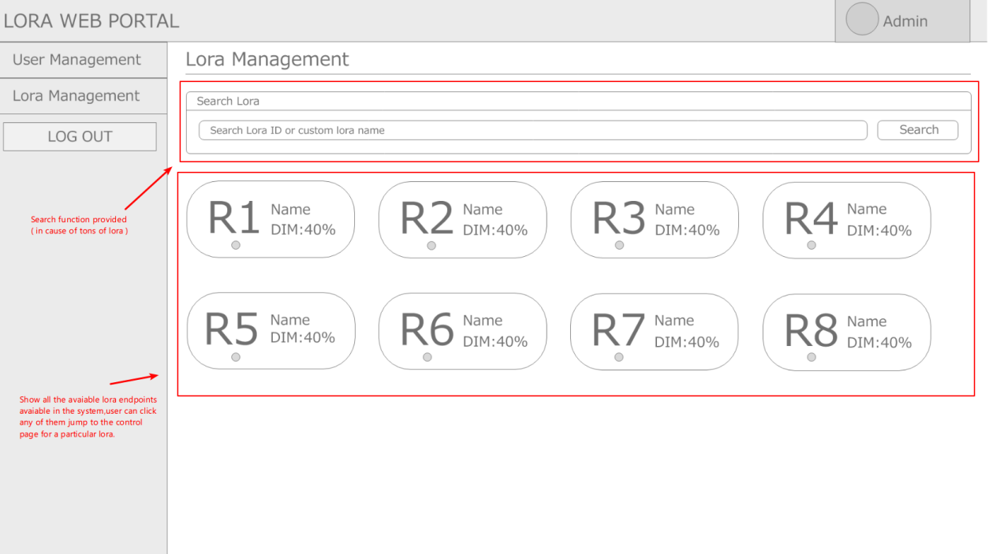 LORA WEB PORTAL
Admin
User Management
Lora Management
LOG OUT
Lora Management
Search Lora
Search Lora ID or custom lora name
Search
Search function provided
( in cause of tons of lora )
R1
Name
DIM:40%
R2
Name
DIM:40%
R3
Name
DIM:40%
R4
Name
DIM:40%
R5
Name
DIM:40%
R6
Name
DIM:40%
R7
Name
DIM:40%
R8
Name
DIM:40%
Show all the avaiable lora endpoints
avaiable in the system,user can click
any of them jump to the control
page for a particular lora.